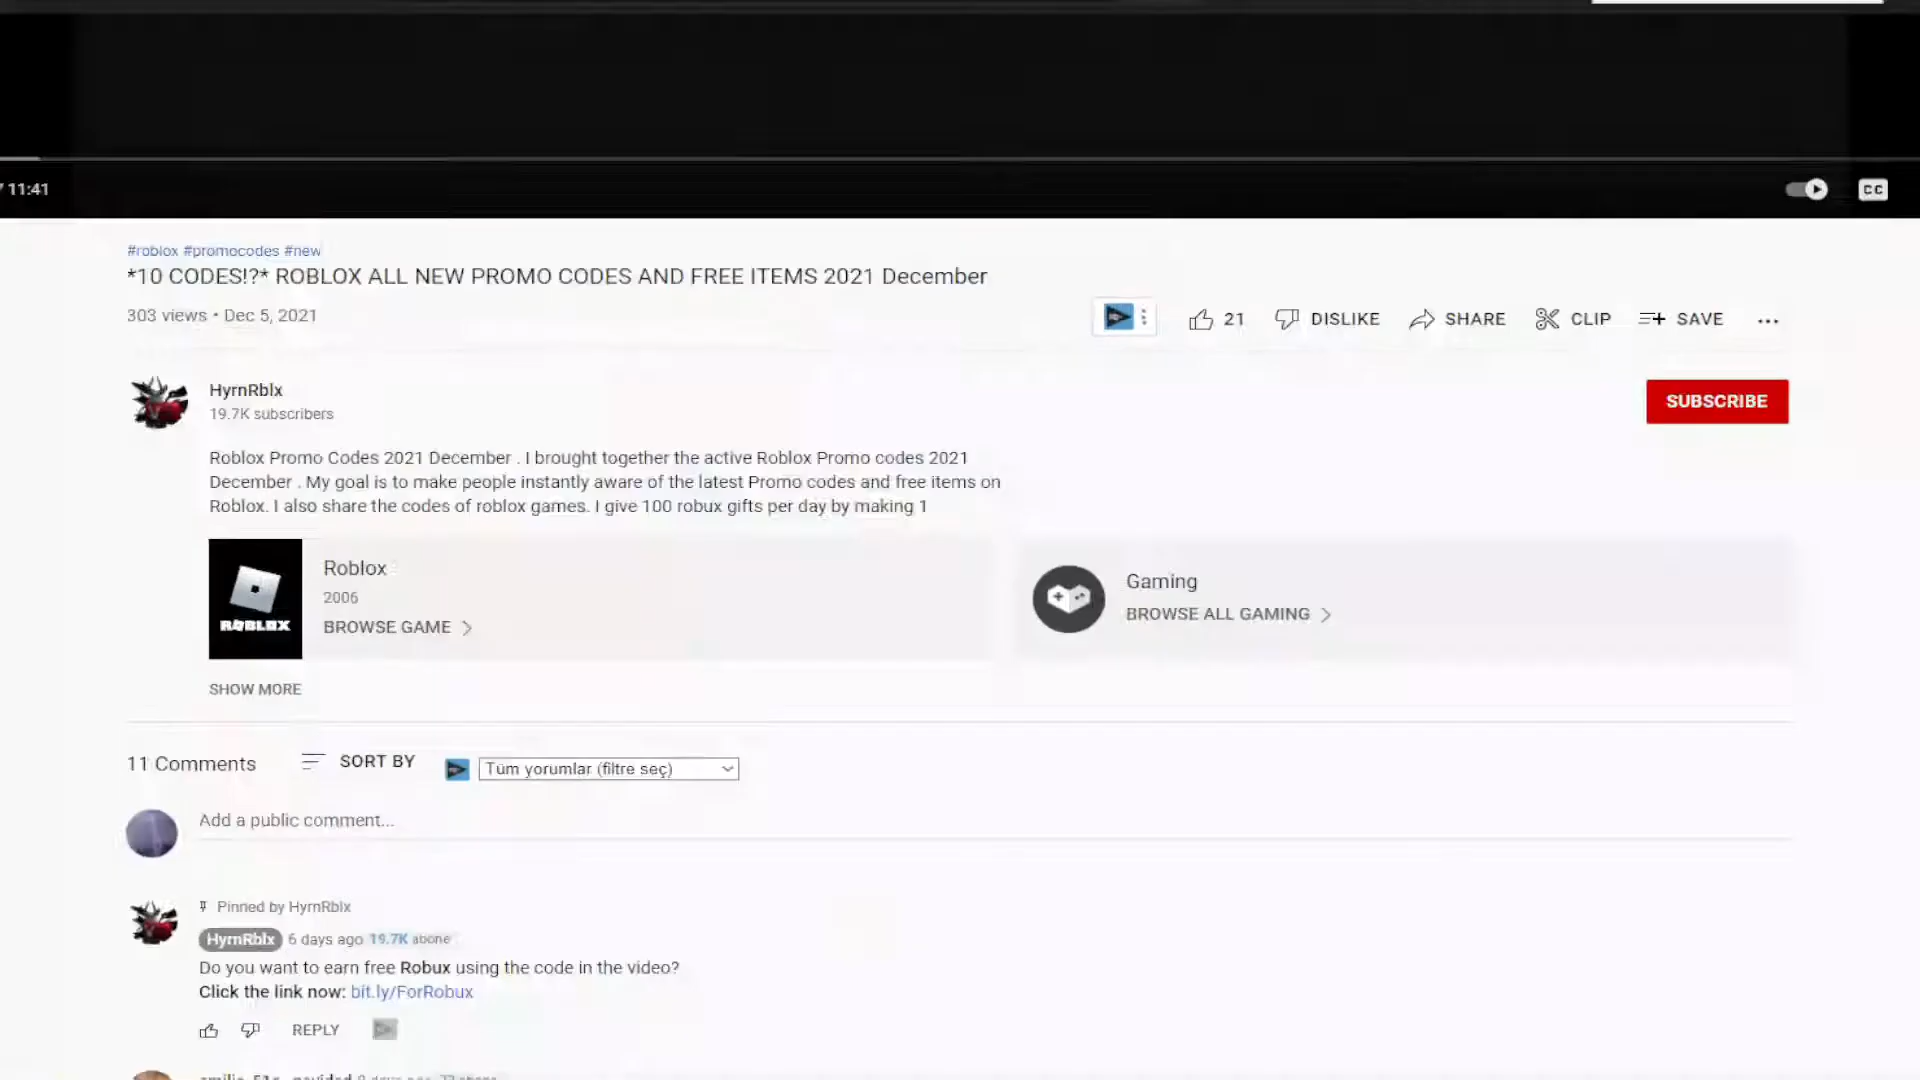 11:41
CC
#roblox #promocodes #new
*10 CODES!?* ROBLOX ALL NEW PROMO CODES AND FREE ITEMS 2021 December
303 views • Dec 5, 2021
21 DISLIKE SHARE CLIP SAVE
HyrnRblx
19.7K subscribers
SUBSCRIBE
Roblox Promo Codes 2021 December . I brought together the active Roblox Promo codes 2021
December . My goal is to make people instantly aware of the latest Promo codes and free items on
Roblox. I also share the codes of roblox games. I give 100 robux gifts per day by making 1
ROBLOX
Roblox
2006
BROWSE GAME
Gaming
BROWSE ALL GAMING
SHOW MORE
11 Comments SORT BY Tüm yorumlar (filtre seç)
Add a public comment...
Pinned by HyrnRblx
HyrnRblx 6 days ago 19.7K abone
Do you want to earn free Robux using the code in the video?
Click the link now: bit.ly/ForRobux
REPLY